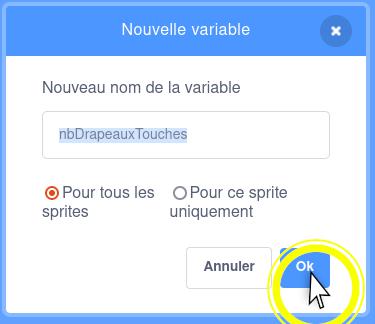 Nouvelle variable
Nouveau nom de la variable
nbDrapeauxTouches
Pour tous les sprites
Pour ce sprite uniquement
Annuler
Ok